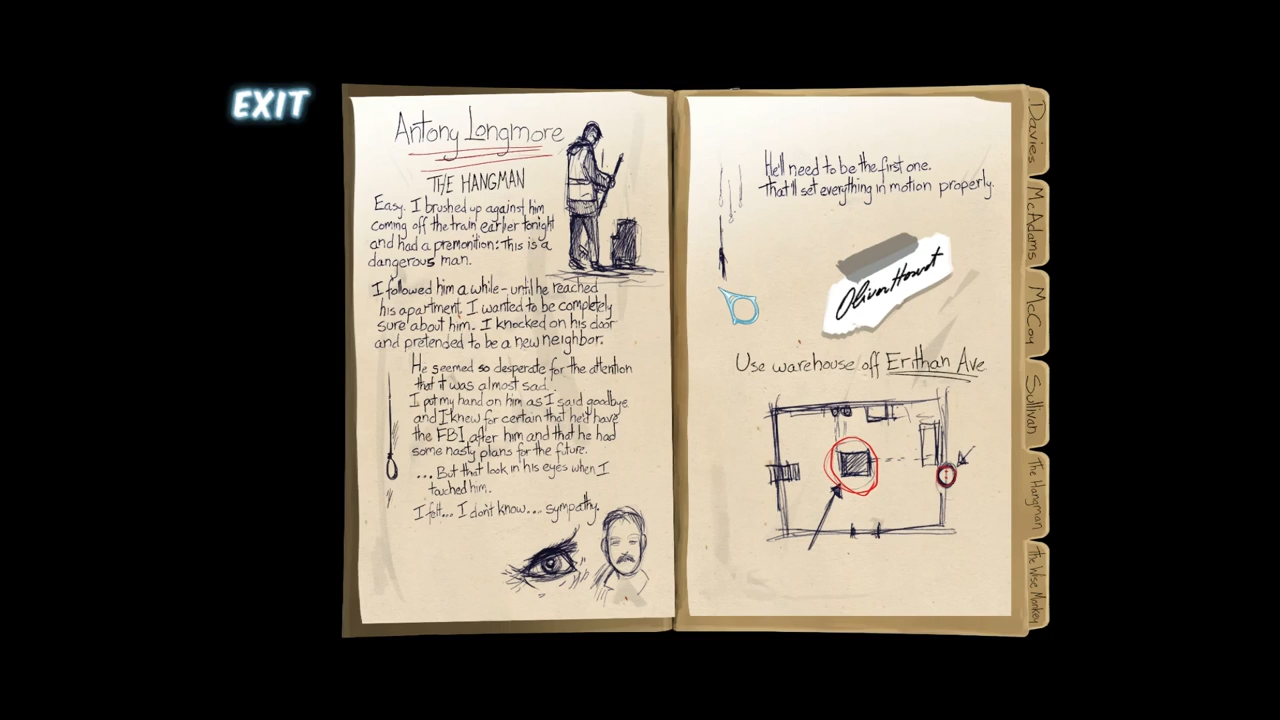 EXIT
Antony Longmore
THE HANGMAN
Easy. I brushed up against him
coming off the train earlier tonight
and had a premonition: this is a
dangerous man.
I followed him a while - until he reached
his apartment. I wanted to be completely
sure about him. I knocked on his door
and pretended to be a new neighbor.
He seemed so desperate for the attention
that it was almost sad.
I put my hand on him as I said goodbye
and I knew for certain that he'd have
the FBI after him and that he had
some nasty plans for the future.
... But that look in his eyes when I
touched him.
I felt... I don't know... sympathy.
He'll need to be the first one.
That'll set everything in motion properly.
Use warehouse off Erithan Ave
Davies
McAdams
McCoy
Sullivan
The Hangman
The Wise Monkey